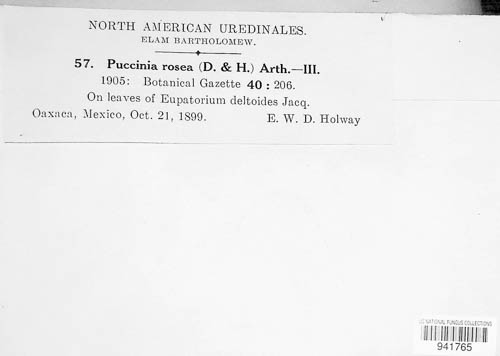 NORTH AMERICAN UREDINALES.
ELAM BARTHOLOMEW.
57. Puccinia rosea (D. & H.) Arth.—III.
1905: Botanical Gazette 40 : 206.
On leaves of Eupatorium deltoides Jacq.
Oaxaca, Mexico, Oct. 21, 1899. E. W. D. Holway
US NATIONAL FUNGUS COLLECTIONS
941765